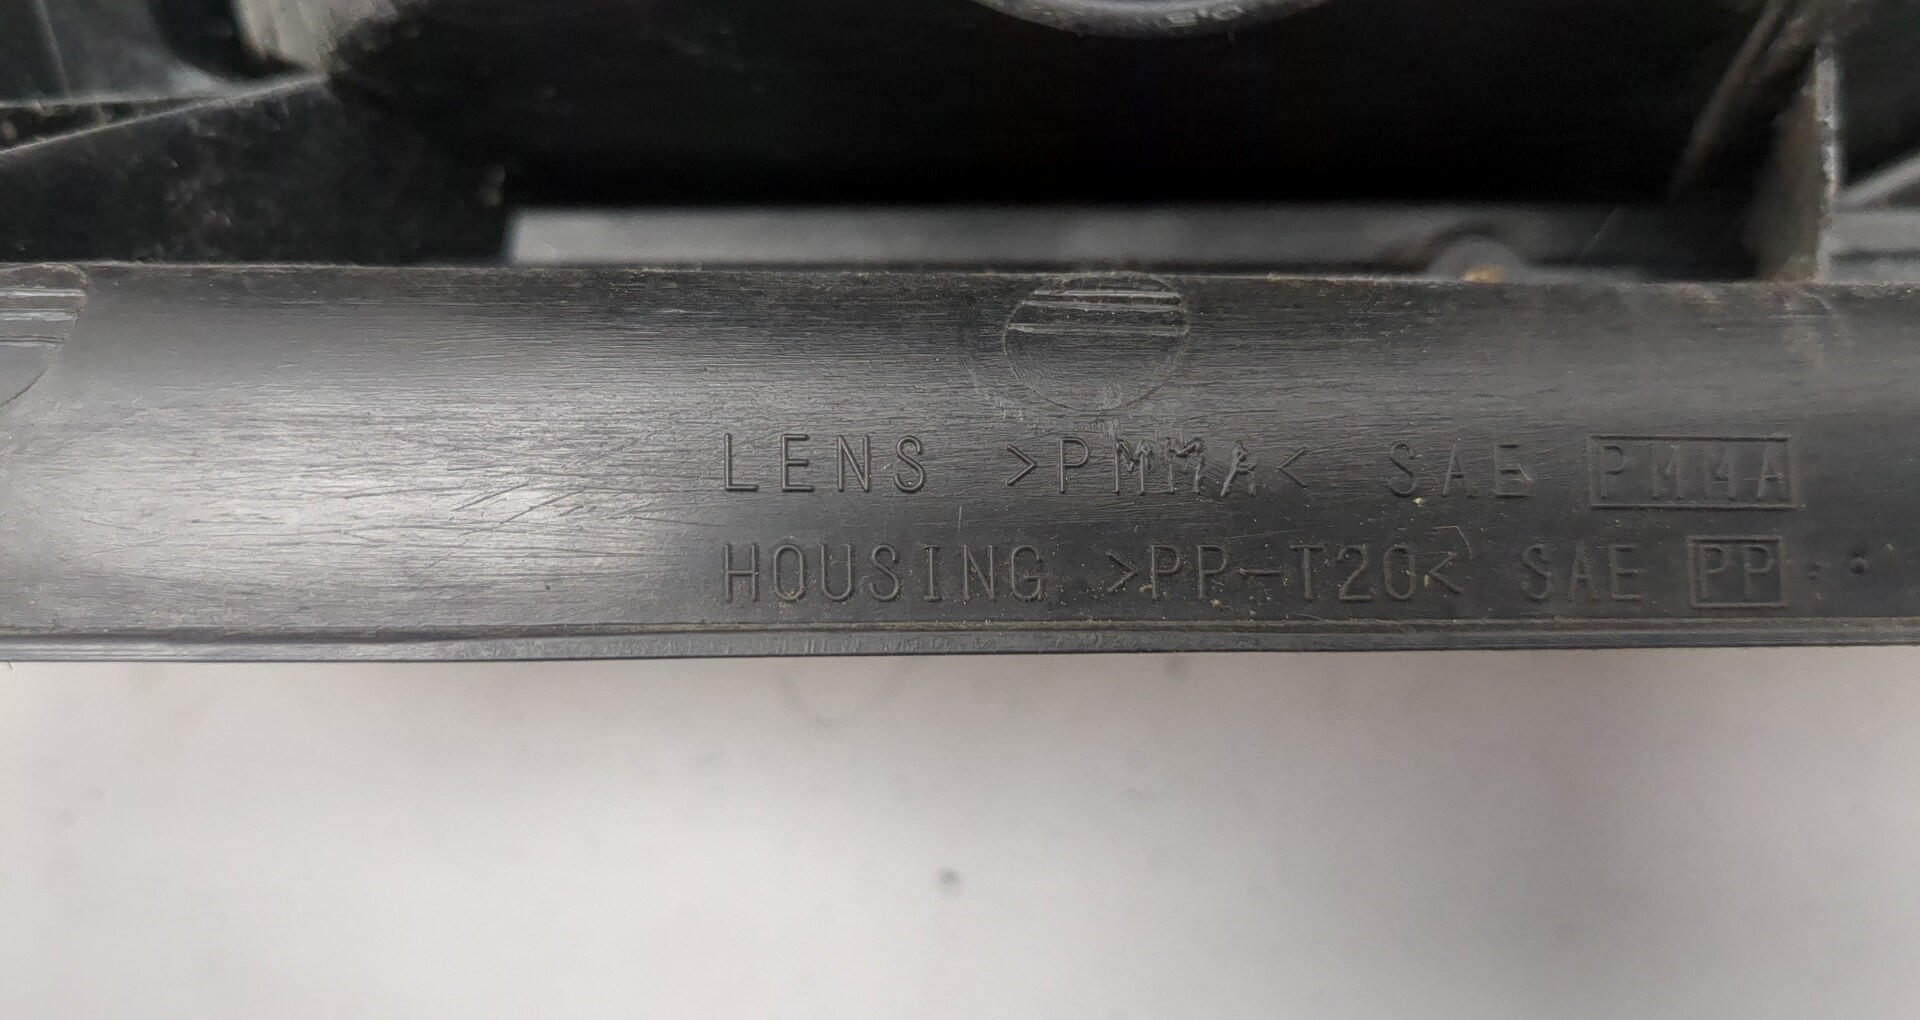 LENS >PMMA< SAE PMMA
HOUSING >PP-T20< SAE PP